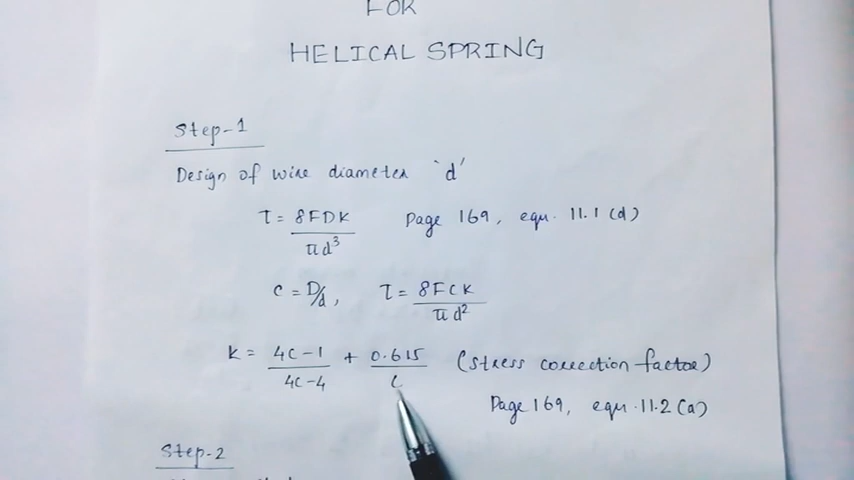 FOR
HELICAL SPRING
Step-1
Design of wire diameter 'd'
τ = 8FDK / πd³ Page 169, equ. 11.1 (d)
C = D/d, τ = 8FCK / πd²
K = 4C-1 / 4C-4 + 0.615 / C (Stress correction factor)
Page 169, equ. 11.2 (a)
Step-2